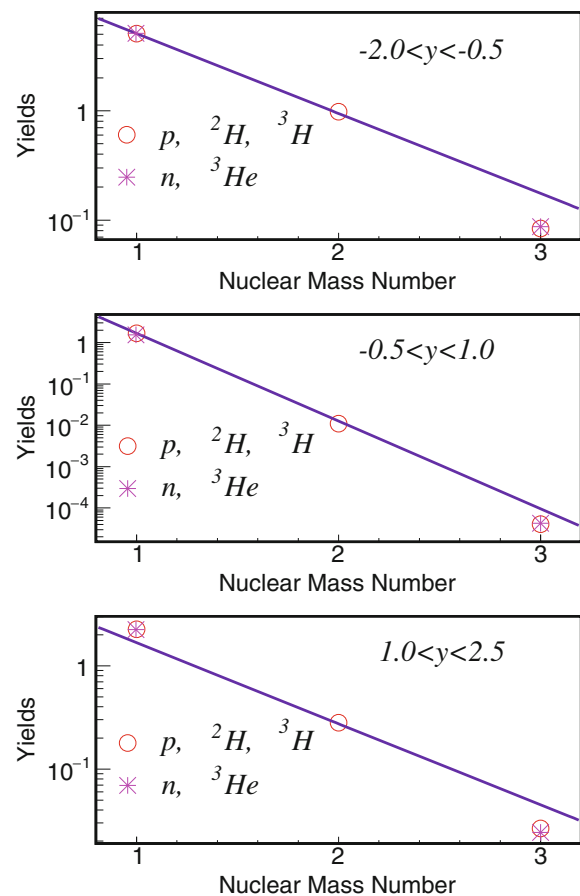 -2.0<y<-0.5
Yields
1
p, ²H, ³H
n, ³He
10⁻¹
1 2 3
Nuclear Mass Number
-0.5<y<1.0
Yields
1
10⁻¹
10⁻²
p, ²H, ³H
10⁻³
n, ³He
10⁻⁴
1 2 3
Nuclear Mass Number
1.0<y<2.5
Yields
1
p, ²H, ³H
10⁻¹
n, ³He
1 2 3
Nuclear Mass Number